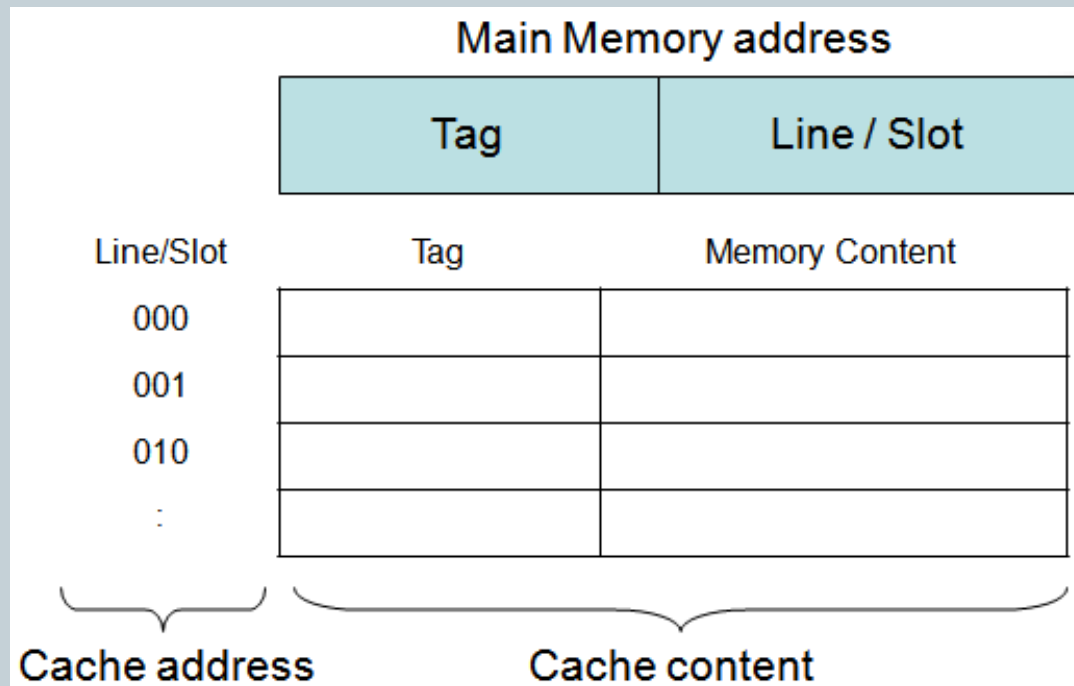 Main Memory address
Tag Line / Slot
Line/Slot Tag Memory Content
000
001
010
:
Cache address Cache content